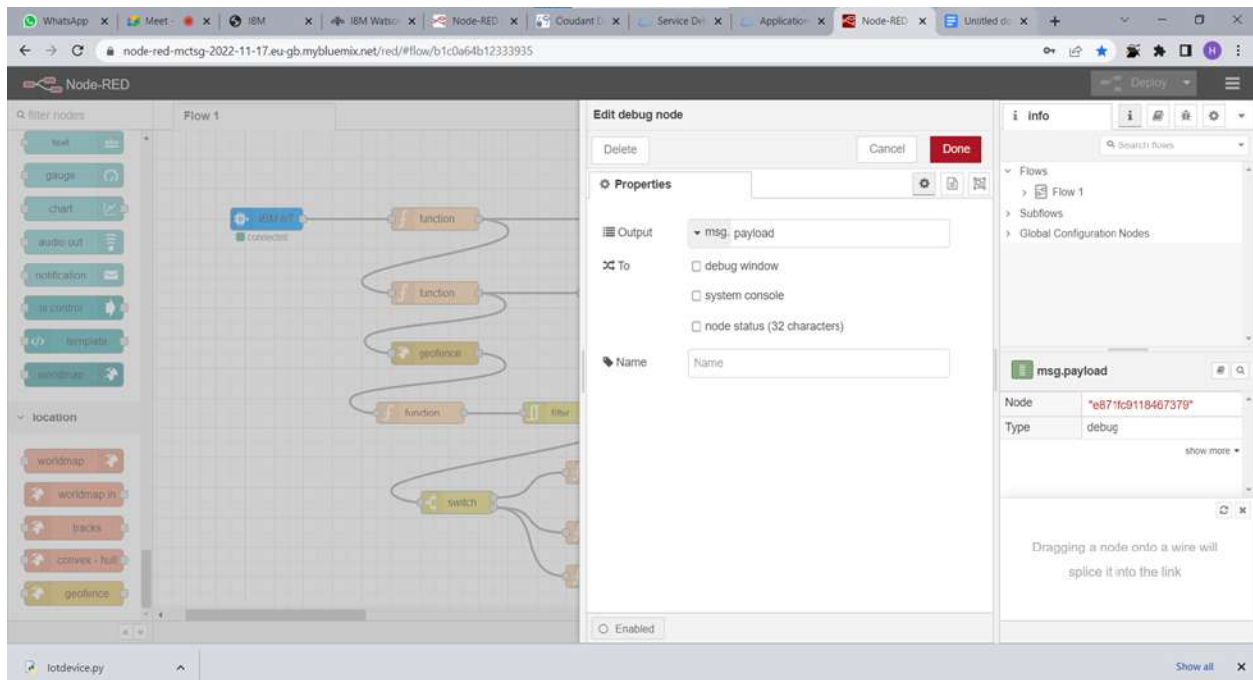 WhatsApp
Meet -
IBM
IBM Watso
Node-RED
Coudant D
Service De
Application
Node-RED
Untitled do
node-red-mctsg-2022-11-17.eu-gb.mybluemix.net/red/#flow/b1c0a64b12333935
H
Node-RED
Deploy
filter nodes
Flow 1
text
abc
gauge
chart
audio out
notification
ui control
template
worldmap
location
worldmap
worldmap in
tracks
convex - hull
geofence
IBM IoT
connected
function
function
geofence
function
filter
switch
Edit debug node
Delete
Cancel
Done
Properties
Output
msg. payload
To
debug window
system console
node status (32 characters)
Name
Name
Enabled
i info
i
Search flows
Flows
Flow 1
Subflows
Global Configuration Nodes
msg.payload
Node
"e871fc9118467379"
Type
debug
show more
Dragging a node onto a wire will
splice it into the link
Iotdevice.py
Show all